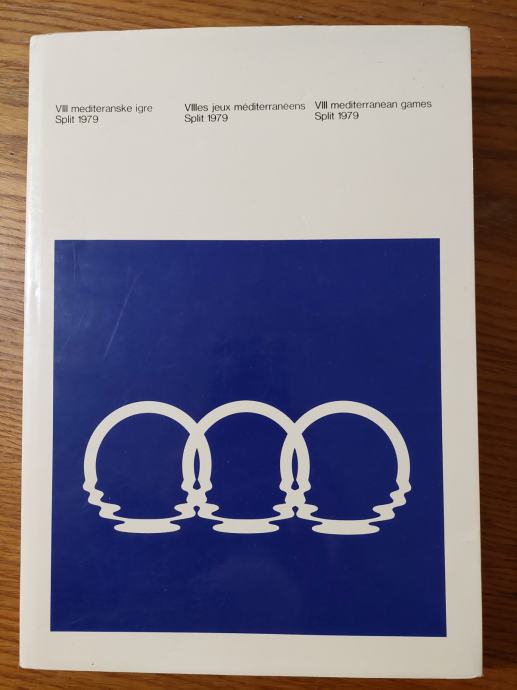 VIII mediteranske igre
Split 1979
VIIIes jeux méditerranéens
Split 1979
VIII mediterranean games
Split 1979